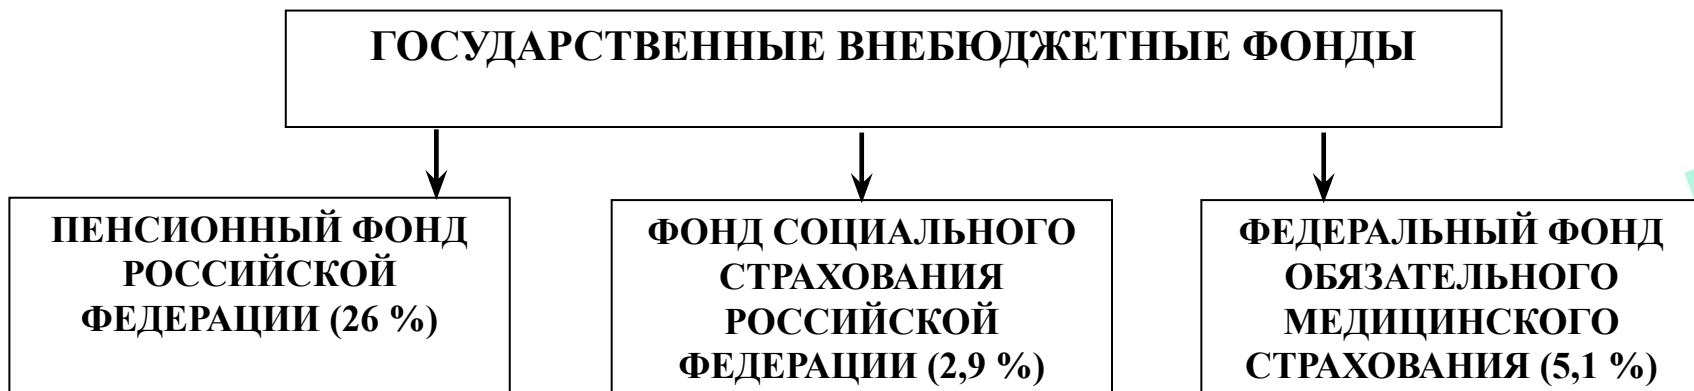 ГОСУДАРСТВЕННЫЕ ВНЕБЮДЖЕТНЫЕ ФОНДЫ
ПЕНСИОННЫЙ ФОНД
РОССИЙСКОЙ
ФЕДЕРАЦИИ (26 %)
ФОНД СОЦИАЛЬНОГО
СТРАХОВАНИЯ
РОССИЙСКОЙ
ФЕДЕРАЦИИ (2,9 %)
ФЕДЕРАЛЬНЫЙ ФОНД
ОБЯЗАТЕЛЬНОГО
МЕДИЦИНСКОГО
СТРАХОВАНИЯ (5,1 %)